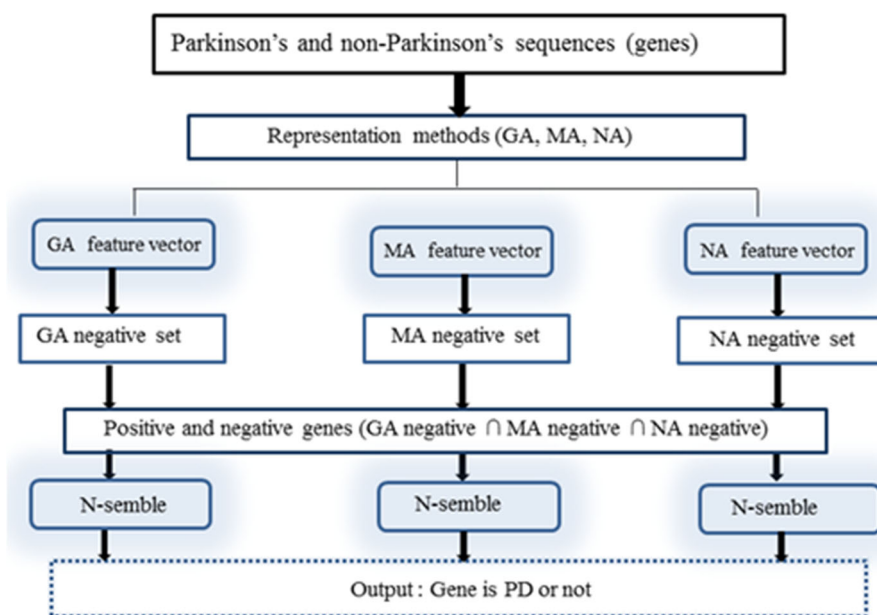 Parkinson's and non-Parkinson's sequences (genes)
Representation methods (GA, MA, NA)
GA feature vector
MA feature vector
NA feature vector
GA negative set
MA negative set
NA negative set
Positive and negative genes (GA negative ∩ MA negative ∩ NA negative)
N-semble
N-semble
N-semble
Output : Gene is PD or not